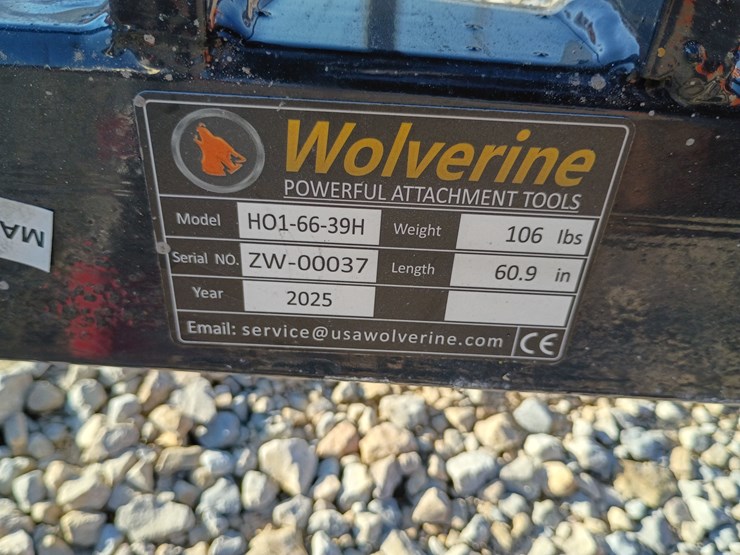 Wolverine
POWERFUL ATTACHMENT TOOLS
Model HO1-66-39H Weight 106 lbs
Serial NO. ZW-00037 Length 60.9 in
Year 2025
Email: service@usawolverine.com CE
MA